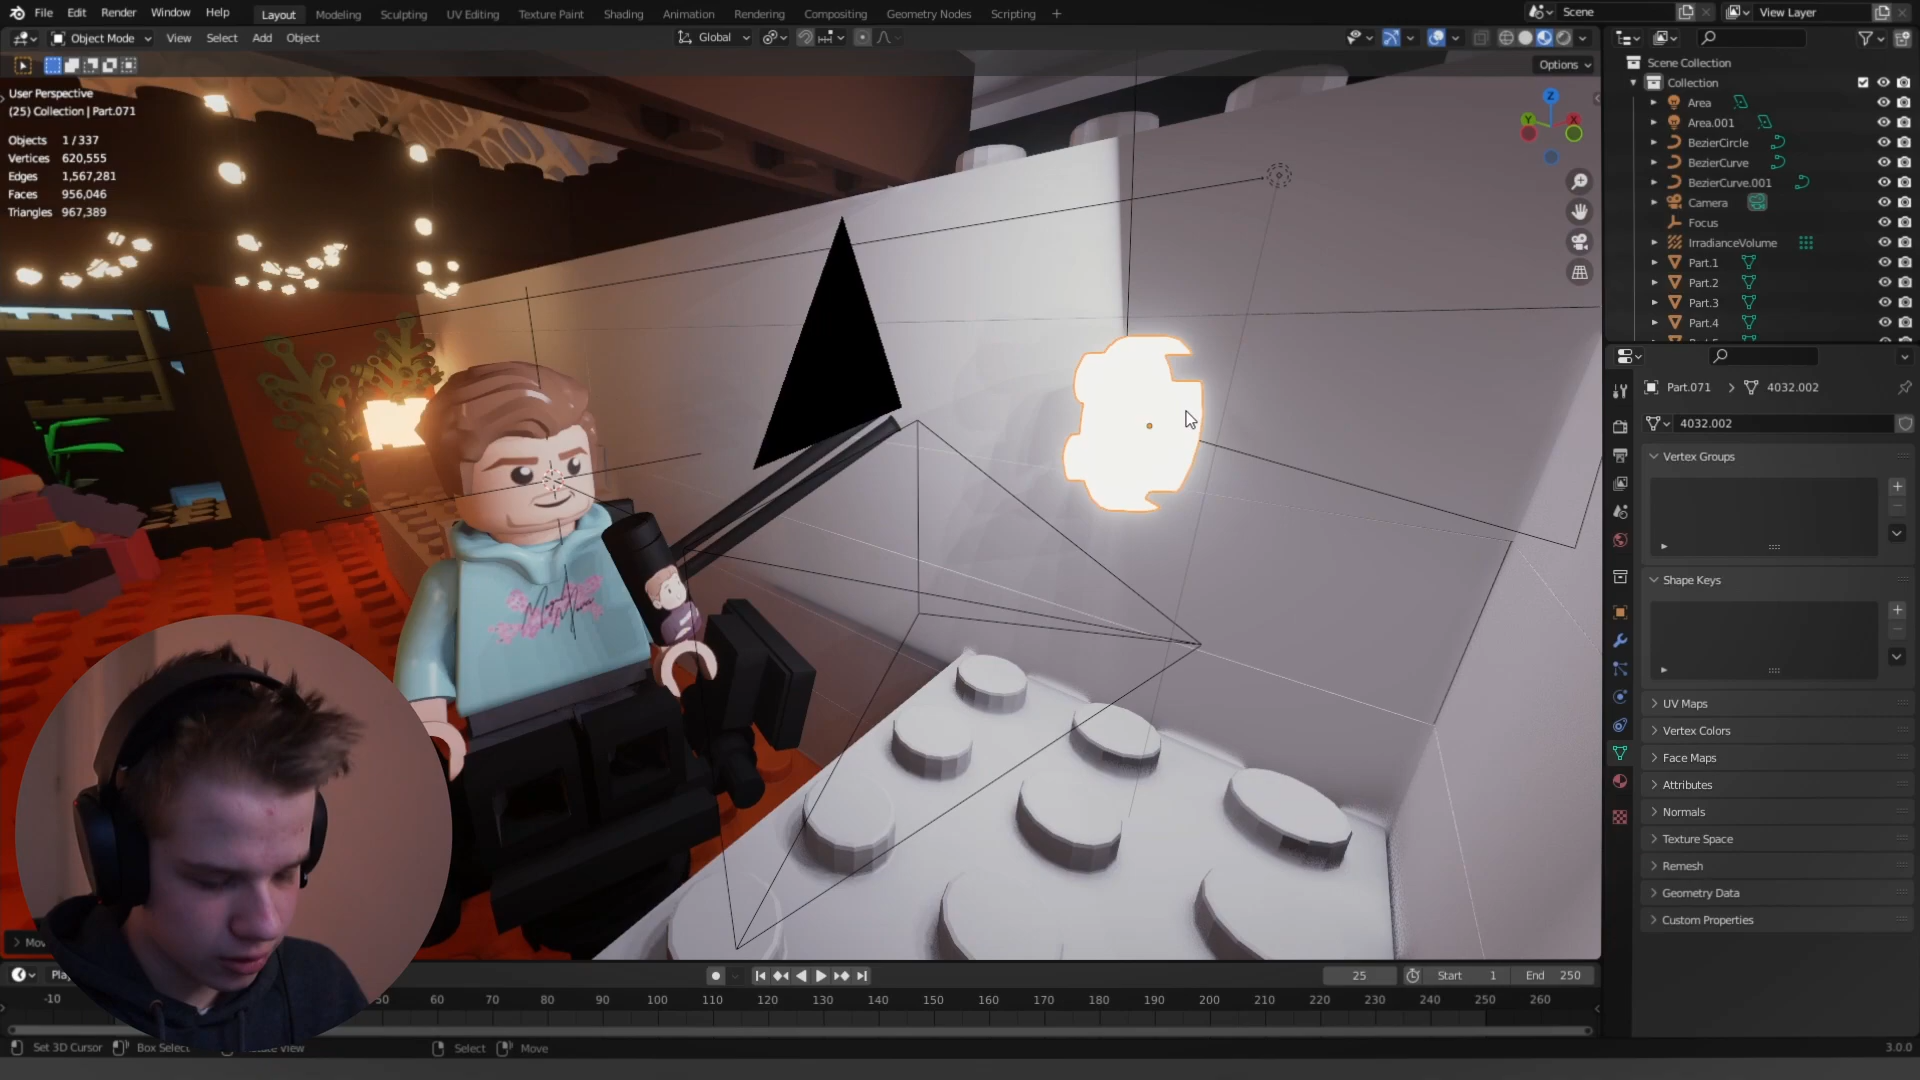 File Edit Render Window Help Layout Modeling Sculpting UV Editing Texture Paint Shading Animation Rendering Compositing Geometry Nodes Scripting + Scene View Layer
Object Mode View Select Add Object Global
Options
User Perspective
(25) Collection | Part.071
Objects 1 / 337
Vertices 620,555
Edges 1,567,281
Faces 956,046
Triangles 967,389
Z
Y
X
Scene Collection
Collection
Area
Area.001
BezierCircle
BezierCurve
BezierCurve.001
Camera
Focus
IrradianceVolume
Part.1
Part.2
Part.3
Part.4
Part.071 > 4032.002
4032.002
Vertex Groups
Shape Keys
UV Maps
Vertex Colors
Face Maps
Attributes
Normals
Texture Space
Remesh
Geometry Data
Custom Properties
25 Start 1 End 250
-10 60 70 80 90 100 110 120 130 140 150 160 170 180 190 200 210 220 230 240 250 260
Set 3D Cursor Box Select Select Move 3.0.0